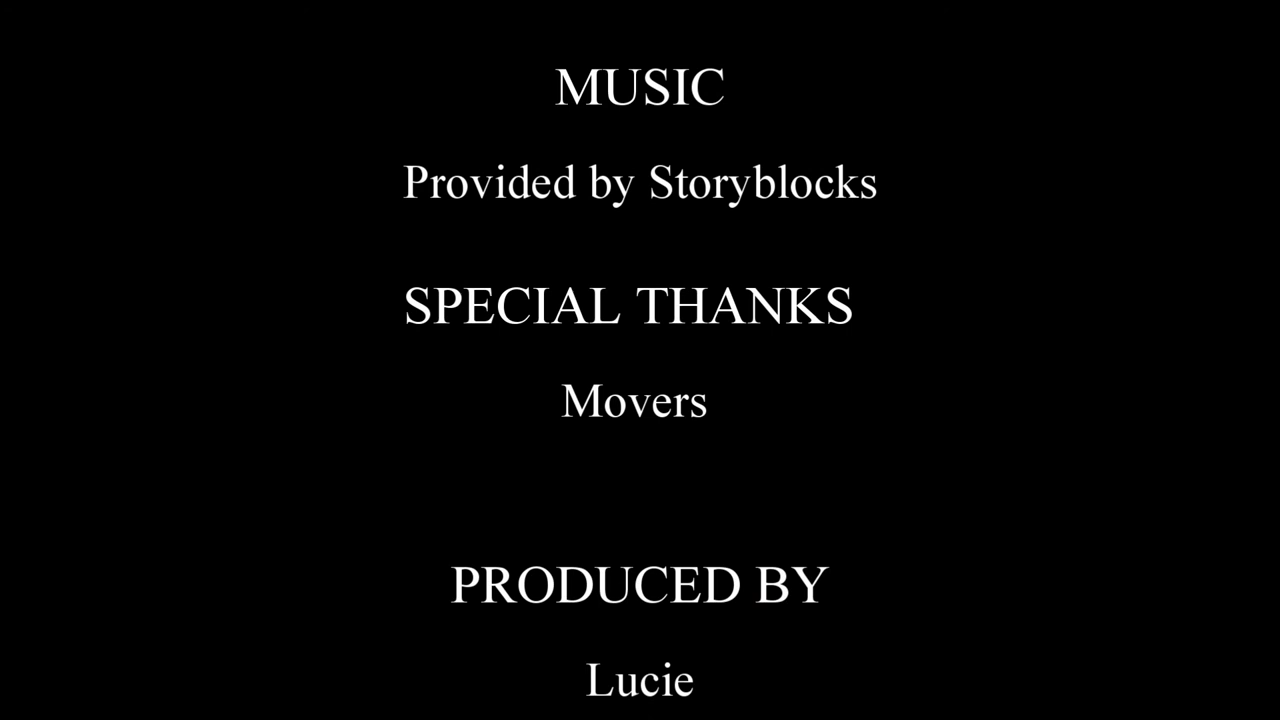 MUSIC
Provided by Storyblocks
SPECIAL THANKS
Movers
PRODUCED BY
Lucie